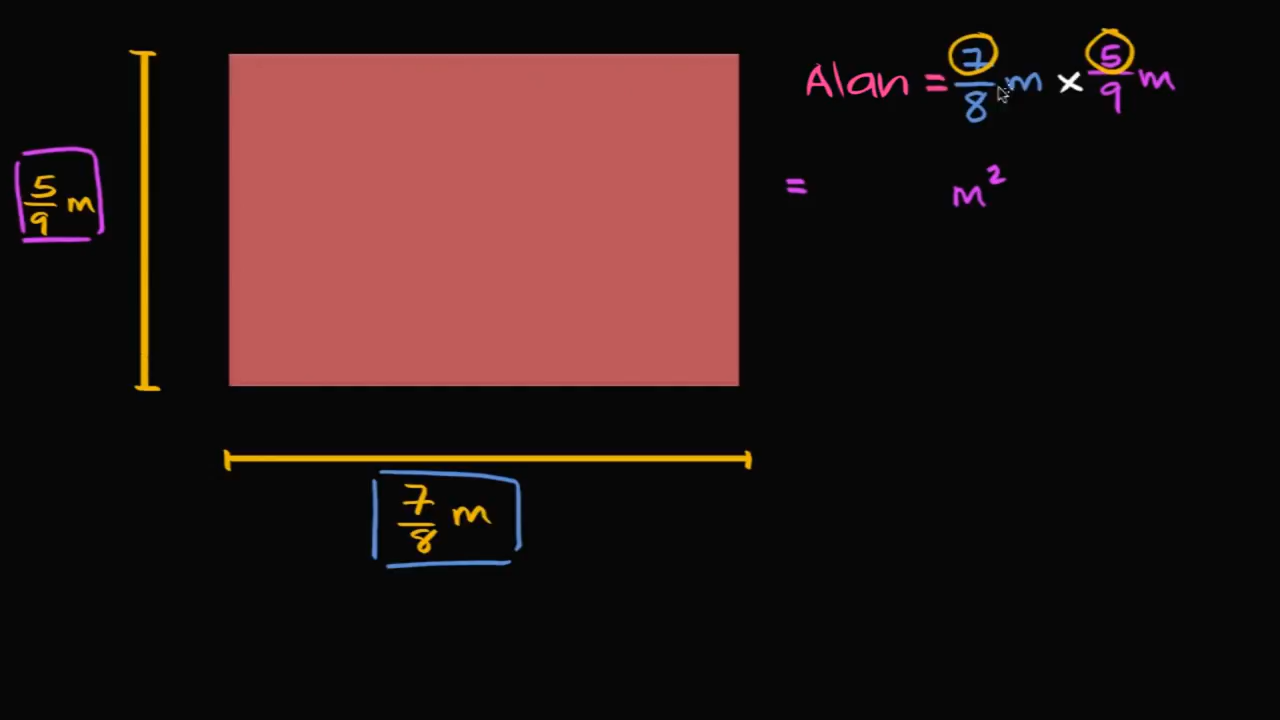 Alan = 7/8 m × 5/9 m
= m²
5/9 m
7/8 m